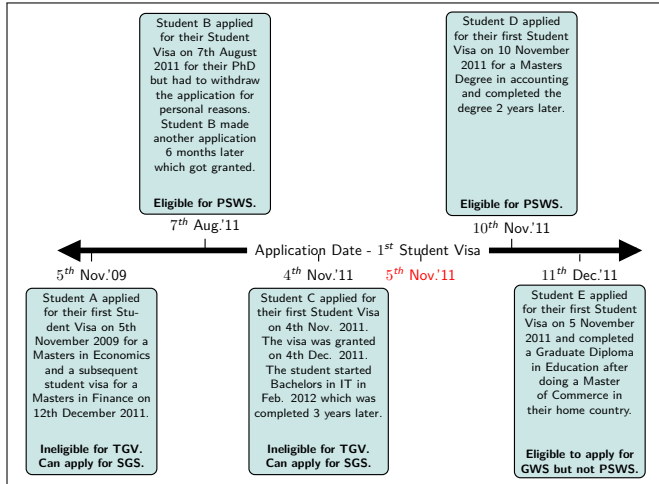 Student B applied
for their Student
Visa on 7th August
2011 for their PhD
but had to withdraw
the application for
personal reasons.
Student B made
another application
6 months later
which got granted.
Eligible for PSWS.
Student D applied
for their first Student
Visa on 10 November
2011 for a Masters
Degree in accounting
and completed the
degree 2 years later.
Eligible for PSWS.
7th Aug.'11
10th Nov.'11
Application Date - 1st Student Visa
5th Nov.'09
4th Nov.'11
5th Nov.'11
11th Dec.'11
Student A applied
for their first Stu-
dent Visa on 5th
November 2009 for a
Masters in Economics
and a subsequent
student visa for a
Masters in Finance on
12th December 2011.
Ineligible for TGV.
Can apply for SGS.
Student C applied for
their first Student Visa
on 4th Nov. 2011.
The visa was granted
on 4th Dec. 2011.
The student started
Bachelors in IT in
Feb. 2012 which was
completed 3 years later.
Ineligible for TGV.
Can apply for SGS.
Student E applied
for their first Student
Visa on 5 November
2011 and completed
a Graduate Diploma
in Education after
doing a Master
of Commerce in
their home country.
Eligible to apply for
GWS but not PSWS.